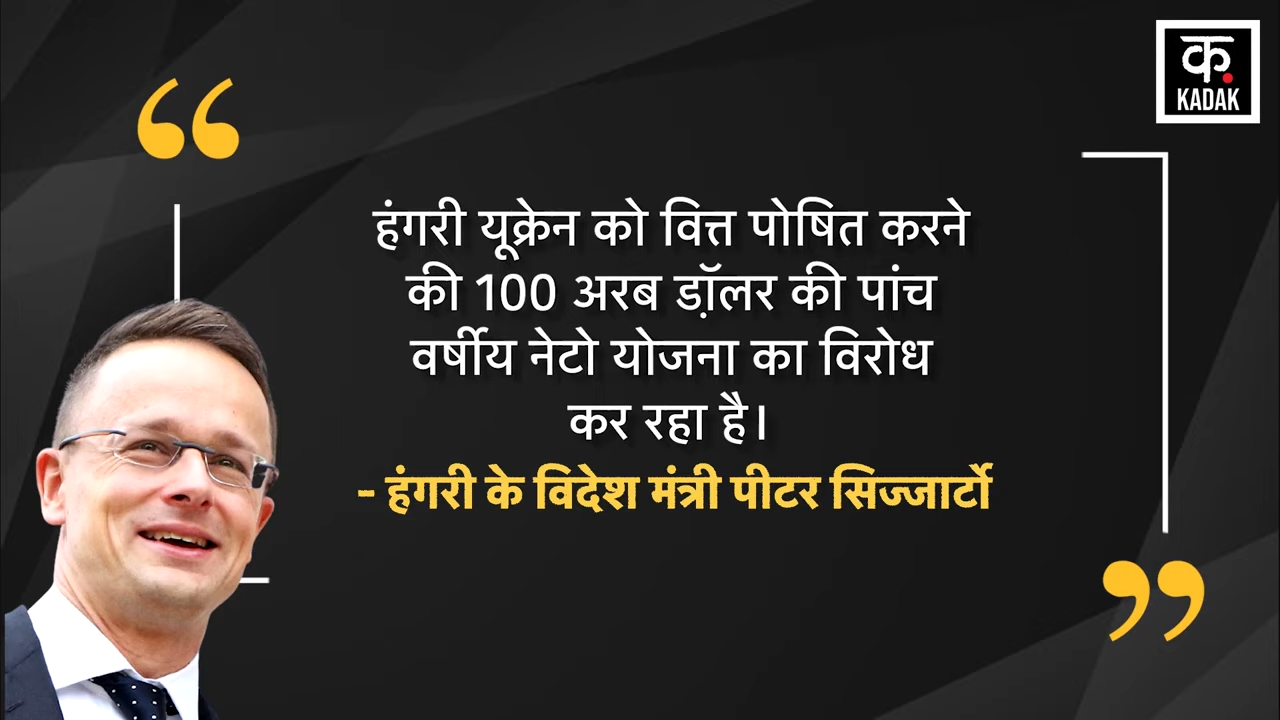 क.
KADAK
हंगरी यूक्रेन को वित्त पोषित करने
की 100 अरब डॉ़लर की पांच
वर्षीय नेटो योजना का विरोध
कर रहा है।
- हंगरी के विदेश मंत्री पीटर सिज्जार्टो